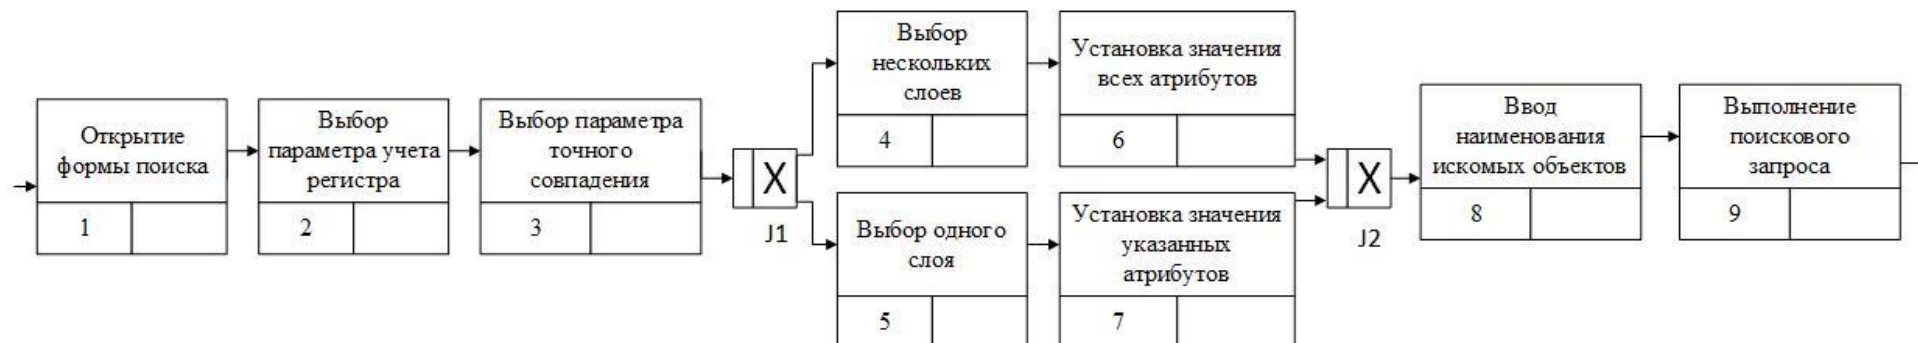 Открытие
формы поиска
1
Выбор
параметра учета
регистра
2
Выбор параметра
точного
совпадения
3
X
J1
Выбор
нескольких
слоев
4
Установка значения
всех атрибутов
6
Выбор одного
слоя
5
Установка значения
указанных
атрибутов
7
X
J2
Ввод
наименования
искомых объектов
8
Выполнение
поискового
запроса
9